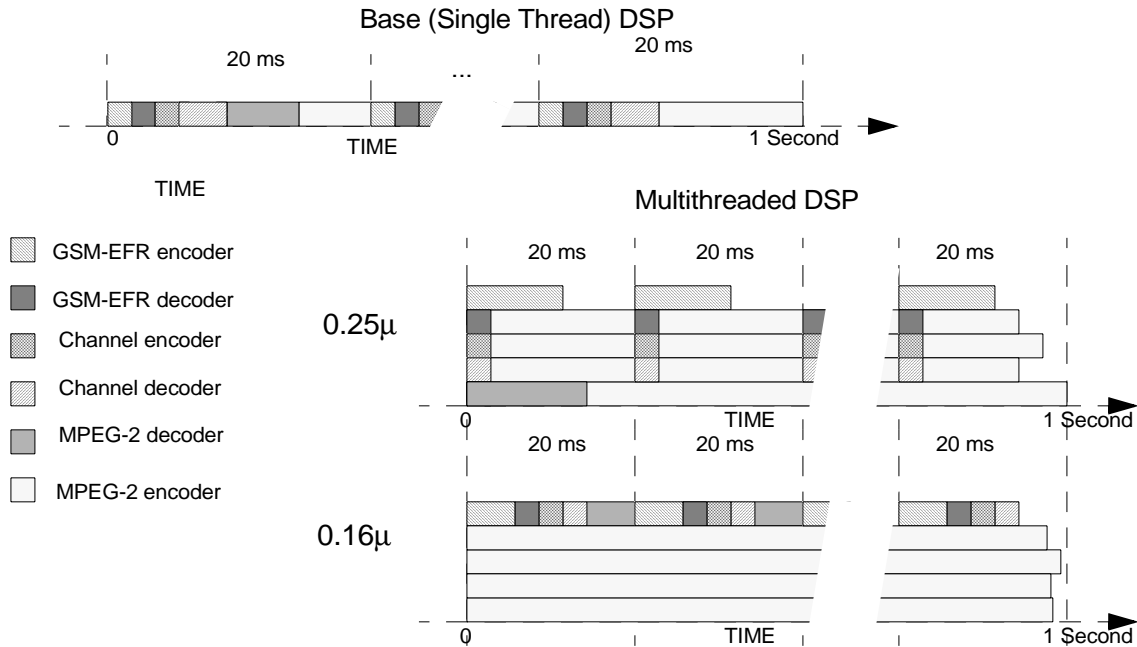 Base (Single Thread) DSP
20 ms
20 ms
...
0
TIME
1 Second
TIME
Multithreaded DSP
GSM-EFR encoder
GSM-EFR decoder
Channel encoder
Channel decoder
MPEG-2 decoder
MPEG-2 encoder
20 ms
20 ms
20 ms
0.25μ
0
TIME
1 Second
20 ms
20 ms
20 ms
0.16μ
0
TIME
1 Second